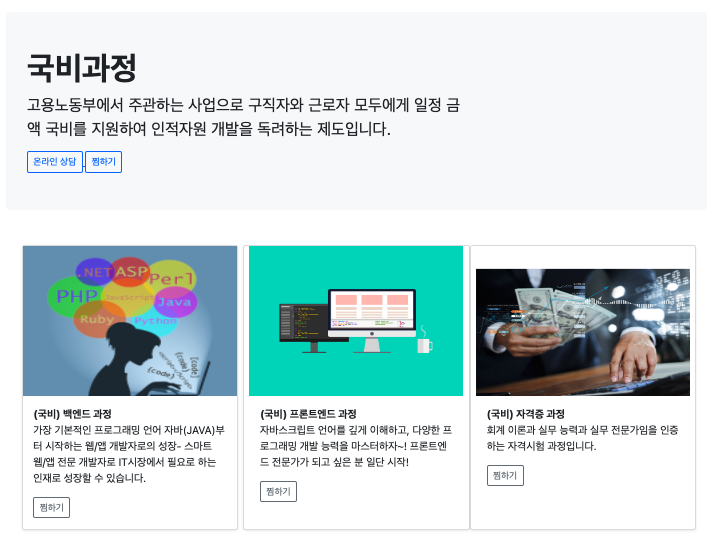 국비과정
고용노동부에서 주관하는 사업으로 구직자와 근로자 모두에게 일정 금
액 국비를 지원하여 인적자원 개발을 독려하는 제도입니다.
온라인 상담 찜하기
.NET ASP Perl
PHP JavaScript Java
Ruby Python
code
{code}
[code]
(국비) 백엔드 과정
가장 기본적인 프로그래밍 언어 자바(JAVA)부
터 시작하는 웹/앱 개발자로의 성장- 스마트
웹/앱 전문 개발자로 IT시장에서 필요로 하는
인재로 성장할 수 있습니다.
찜하기
(국비) 프론트엔드 과정
자바스크립트 언어를 깊게 이해하고, 다양한 프
로그래밍 개발 능력을 마스터하자~! 프론트엔
드 전문가가 되고 싶은 분 일단 시작!
찜하기
(국비) 자격증 과정
회계 이론과 실무 능력과 실무 전문가임을 인증
하는 자격시험 과정입니다.
찜하기